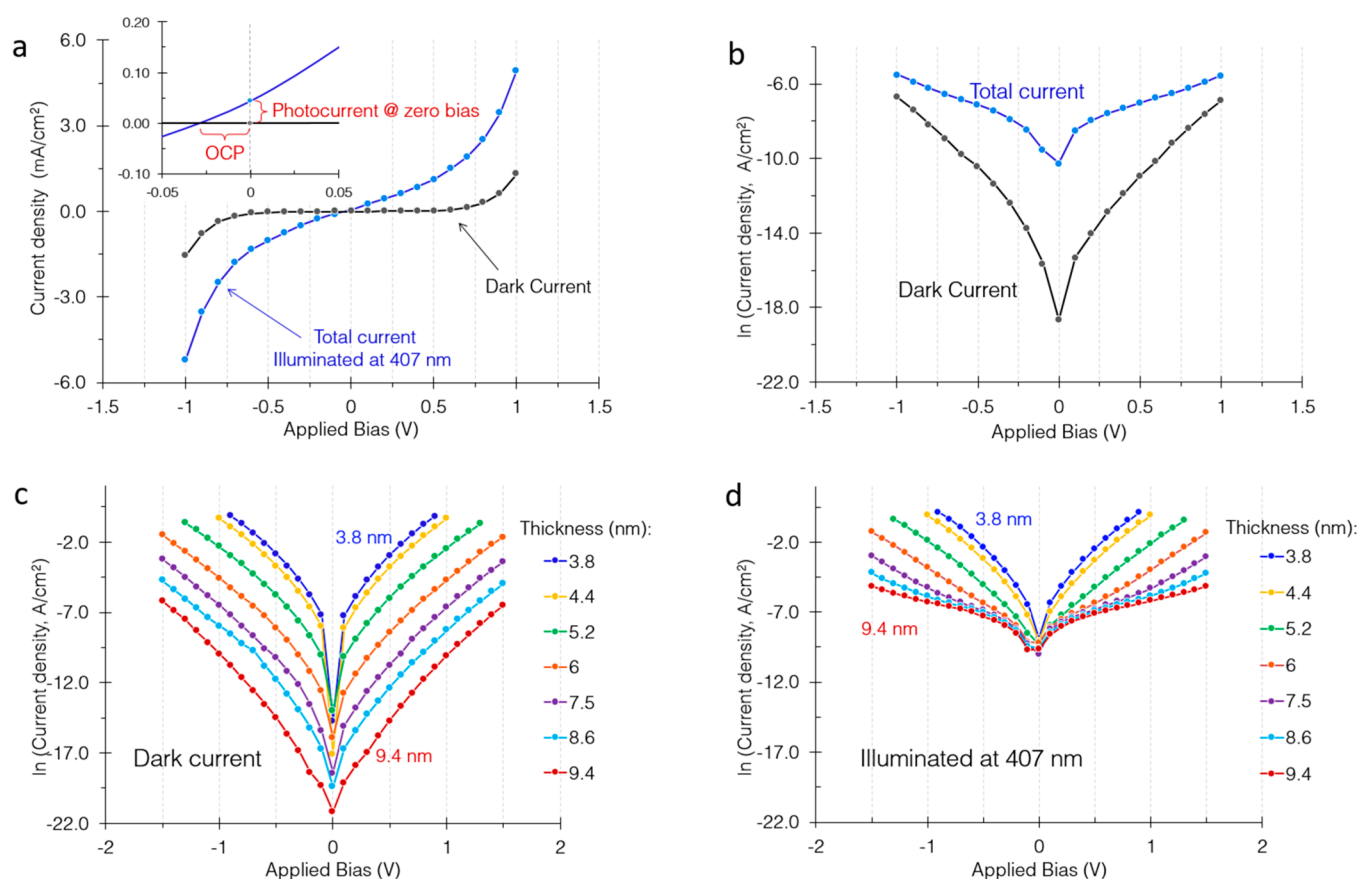 a
0.20
0.10
0.00
-0.10
-0.05
0
0.05
Photocurrent @ zero bias
OCP
6.0
3.0
0.0
-3.0
-6.0
Current density (mA/cm²)
Dark Current
Total current
Illuminated at 407 nm
-1.5
-1
-0.5
0
0.5
1
1.5
Applied Bias (V)
b
-6.0
-10.0
-14.0
-18.0
-22.0
ln (Current density, A/cm²)
Total current
Dark Current
-1.5
-1
-0.5
0
0.5
1
1.5
Applied Bias (V)
c
-2.0
-7.0
-12.0
-17.0
-22.0
ln (Current density, A/cm²)
3.8 nm
9.4 nm
Dark current
-2
-1
0
1
2
Applied Bias (V)
Thickness (nm):
3.8
4.4
5.2
6
7.5
8.6
9.4
d
-2.0
-7.0
-12.0
-17.0
-22.0
ln (Current density, A/cm²)
3.8 nm
9.4 nm
Illuminated at 407 nm
-2
-1
0
1
2
Applied Bias (V)
Thickness (nm):
3.8
4.4
5.2
6
7.5
8.6
9.4